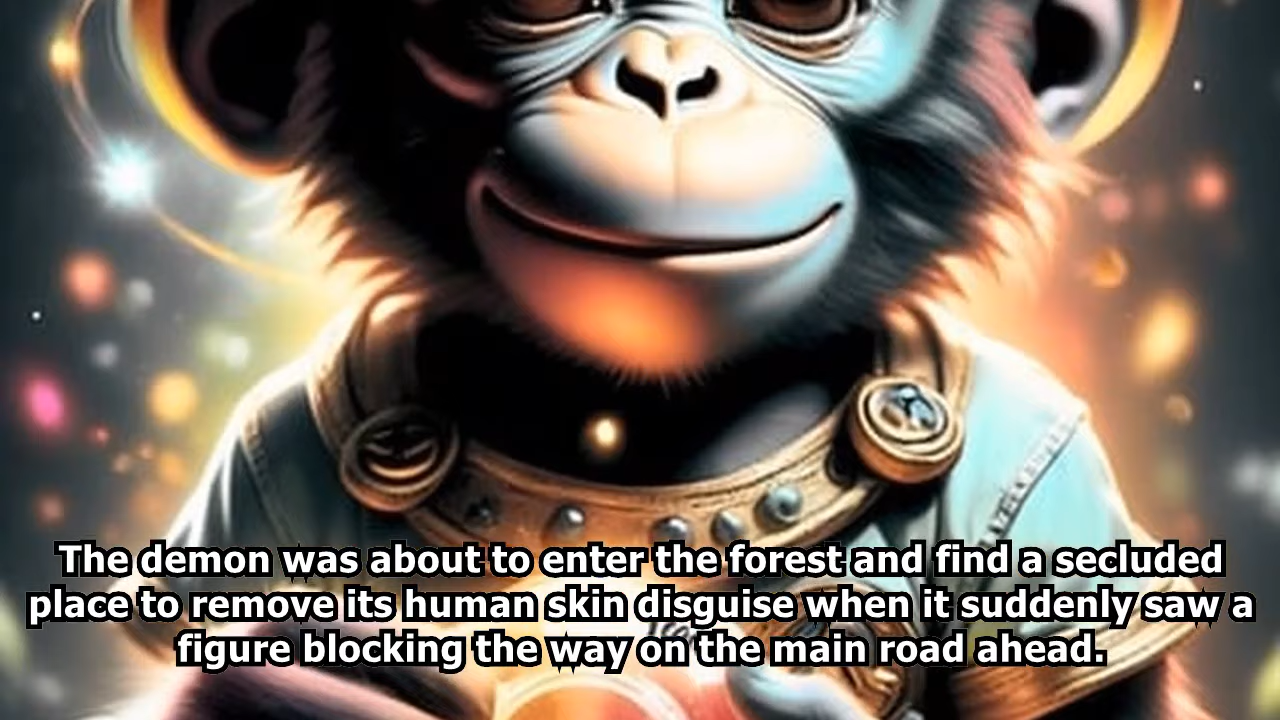 The demon was about to enter the forest and find a secluded
place to remove its human skin disguise when it suddenly saw a
figure blocking the way on the main road ahead.